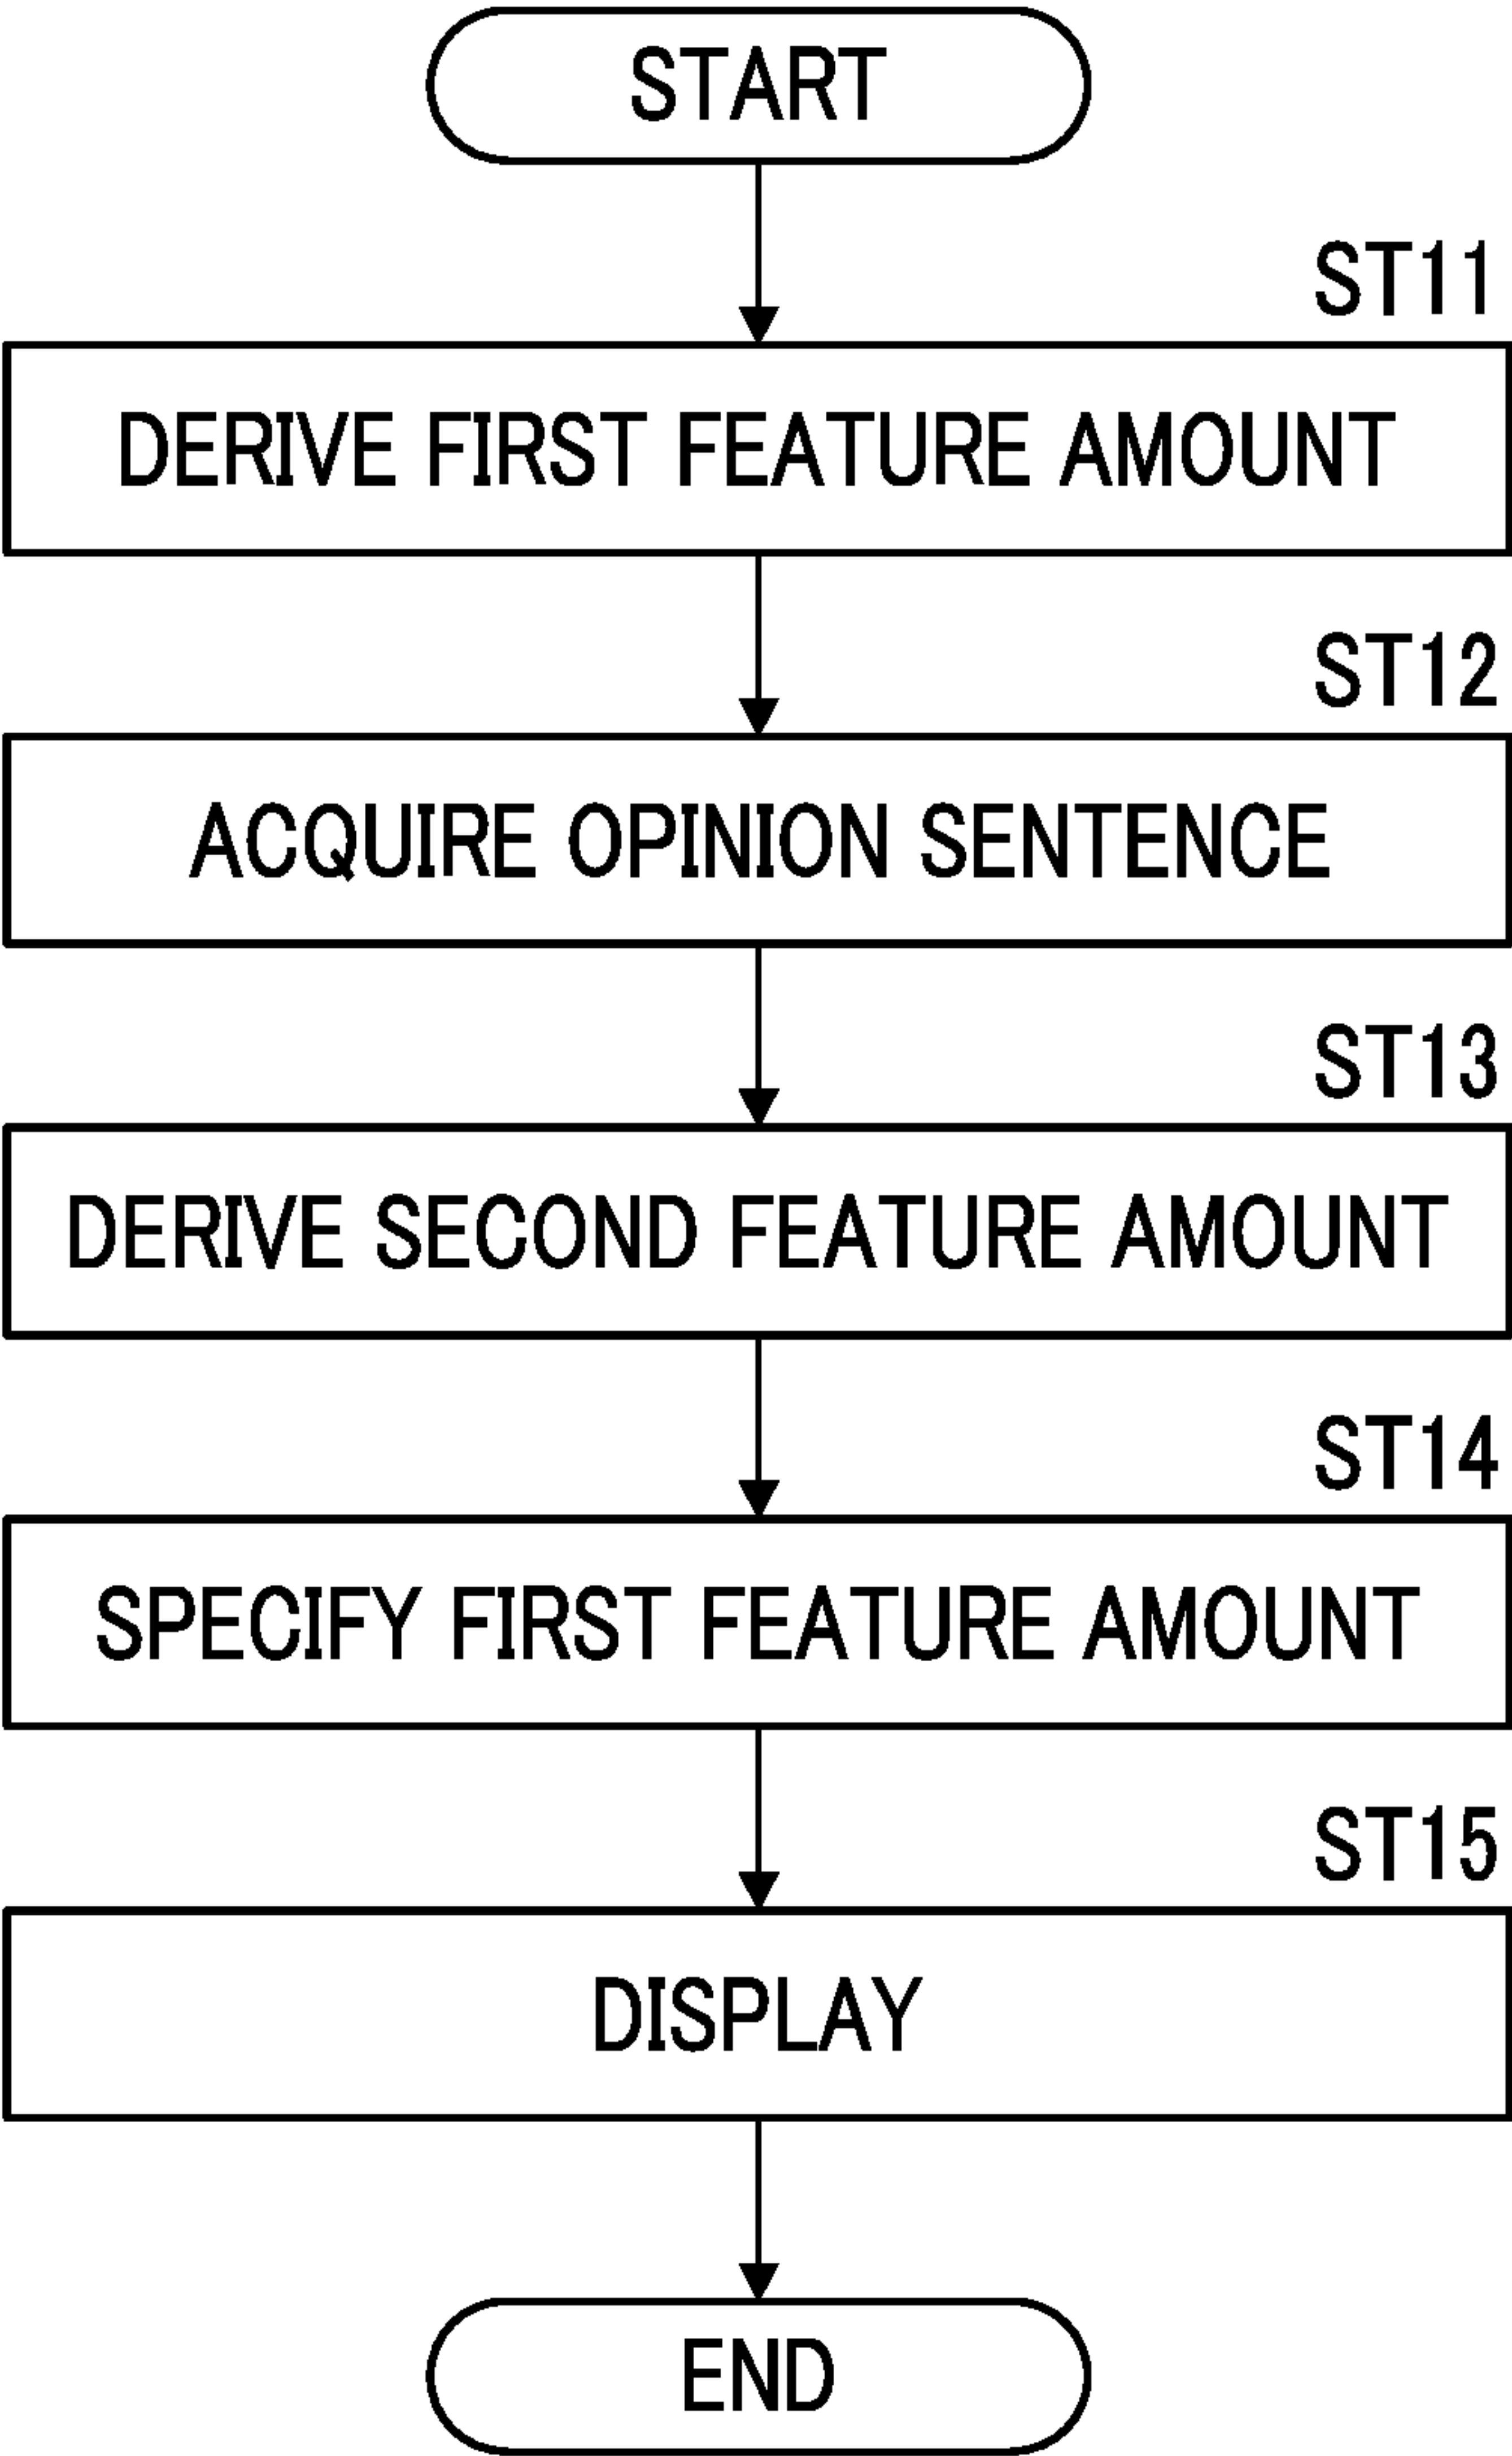 START
ST11
DERIVE FIRST FEATURE AMOUNT
ST12
ACQUIRE OPINION SENTENCE
ST13
DERIVE SECOND FEATURE AMOUNT
ST14
SPECIFY FIRST FEATURE AMOUNT
ST15
DISPLAY
END